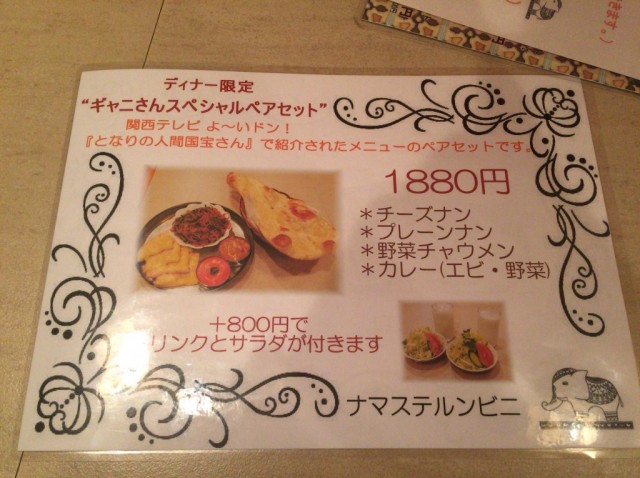 ディナー限定
“ギャニさんスペシャルペアセット”
関西テレビ よ～いドン！
『となりの人間国宝さん』で紹介されたメニューのペアセットです。
1880円
＊チーズナン
＊プレーンナン
＊野菜チャウメン
＊カレー(エビ・野菜)
＋800円で
リンクとサラダが付きます
ナマステルンビニ
きます。)